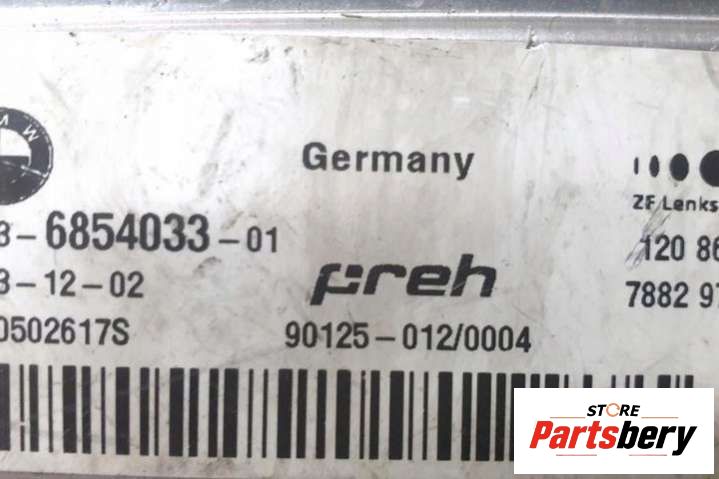 Germany
ZF Lenks
3-6854033-01
120 86
preh
3-12-02
7882 97
0502617S
90125-012/0004
STORE
Partsbery